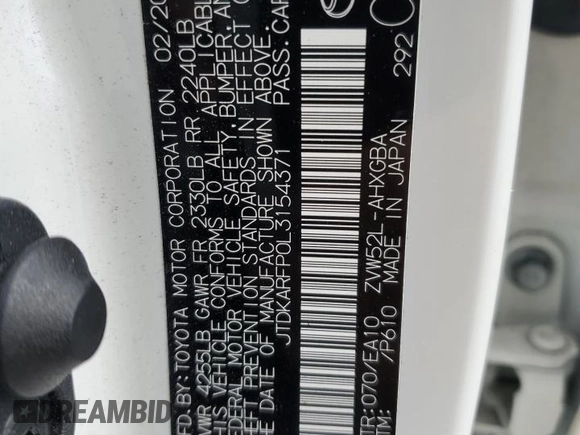 MFD.BY:TOYOTA MOTOR CORPORATION 02/20
GVWR 4255LB GAWR FR 2330LB RR 2240LB
THIS VEHICLE CONFORMS TO ALL APPLICABLE
FEDERAL MOTOR VEHICLE SAFETY, BUMPER, AN
THEFT PREVENTION STANDARDS IN EFFECT O
THE DATE OF MANUFACTURE SHOWN ABOVE.
JTDKARFP0L3154371 PASS.CAR
TR:070/EA10 ZVW52L-AHXGBA
TM: /P610 MADE IN JAPAN 292
DREAMBID